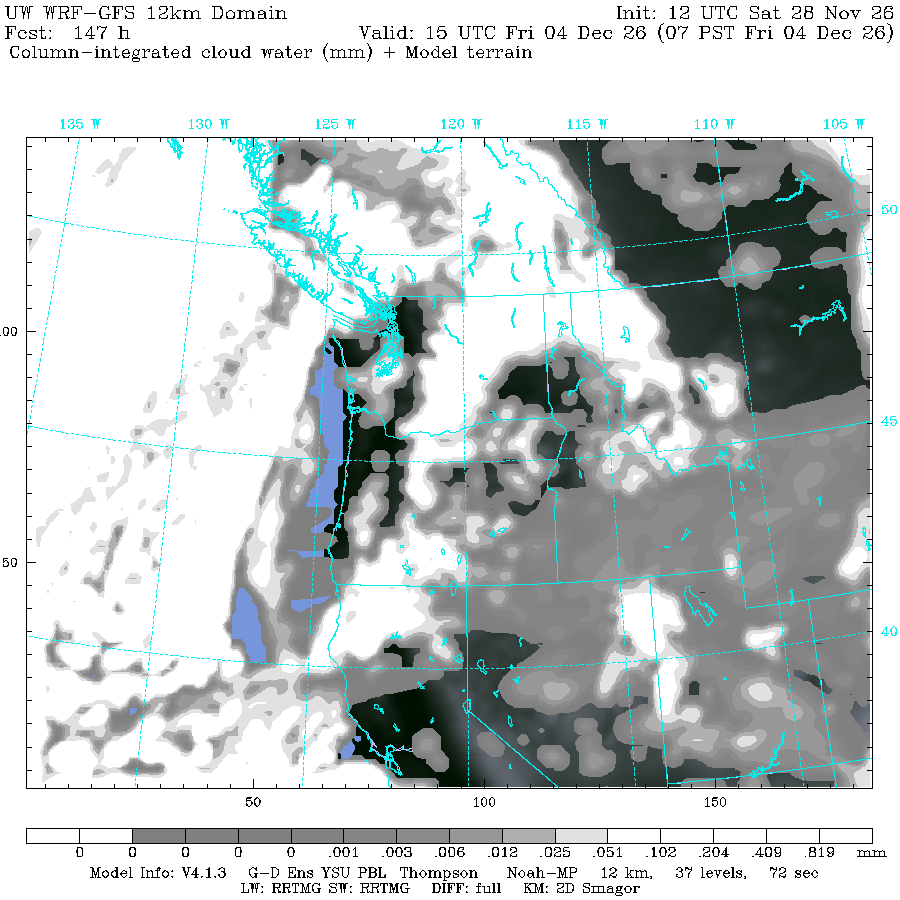 UW WRF-GFS 12km Domain Init: 12 UTC Sat 28 Nov 26
Fcst: 147 h Valid: 15 UTC Fri 04 Dec 26 (07 PST Fri 04 Dec 26)
Column-integrated cloud water (mm) + Model terrain
135 W 130 W 125 W 120 W 115 W 110 W 105 W
50
00
45
50
40
50 100 150
0 0 0 0 .001 .003 .006 .012 .025 .051 .102 .204 .409 .819 mm
Model Info: V4.1.3 G-D Ens YSU PBL Thompson Noah-MP 12 km, 37 levels, 72 sec
LW: RRTMG SW: RRTMG DIFF: full KM: 2D Smagor